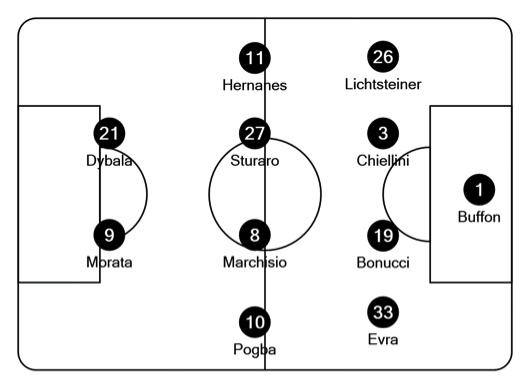 11
Hernanes
26
Lichtsteiner
21
Dybala
27
Sturaro
3
Chiellini
1
Buffon
9
Morata
8
Marchisio
19
Bonucci
10
Pogba
33
Evra